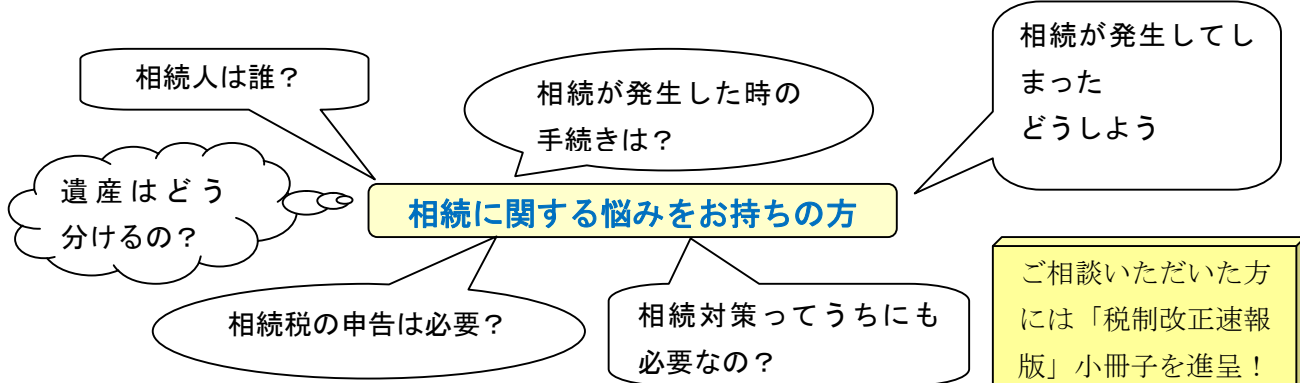 相続人は誰？
相続が発生した時の
手続きは？
相続が発生してし
まった
どうしよう
遺産はどう
分けるの？
相続に関する悩みをお持ちの方
相続税の申告は必要？
相続対策ってうちにも
必要なの？
ご相談いただいた方
には「税制改正速報
版」小冊子を進呈！